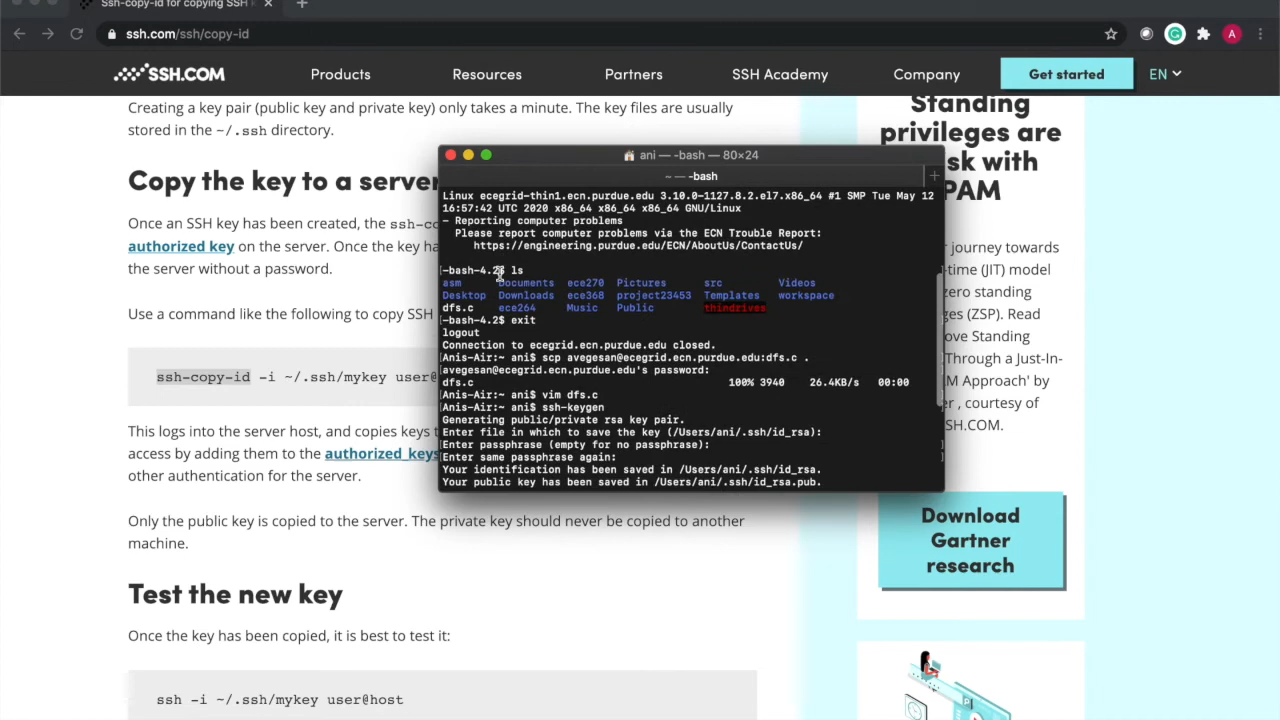 Ssh-copy-id for copying SSH
ssh.com/ssh/copy-id
A
SSH.COM
Products
Resources
Partners
SSH Academy
Company
Get started
EN
Creating a key pair (public key and private key) only takes a minute. The key files are usually
stored in the ~/.ssh directory.
Copy the key to a server
Once an SSH key has been created, the ssh-co
authorized key on the server. Once the key ha
the server without a password.
Use a command like the following to copy SSH
ssh-copy-id -i ~/.ssh/mykey user@
This logs into the server host, and copies keys t
access by adding them to the authorized_keys
other authentication for the server.
Only the public key is copied to the server. The private key should never be copied to another
machine.
Test the new key
Once the key has been copied, it is best to test it:
ssh -i ~/.ssh/mykey user@host
ani — -bash — 80×24
~ — -bash
Linux ecegrid-thin1.ecn.purdue.edu 3.10.0-1127.8.2.el7.x86_64 #1 SMP Tue May 12
16:57:42 UTC 2020 x86_64 x86_64 x86_64 GNU/Linux
- Reporting computer problems
Please report computer problems via the ECN Trouble Report:
https://engineering.purdue.edu/ECN/AboutUs/ContactUs/
[-bash-4.2$ ls
asm Documents ece270 Pictures src Videos
Desktop Downloads ece368 project23453 Templates workspace
dfs.c ece264 Music Public thindrives
[-bash-4.2$ exit
logout
Connection to ecegrid.ecn.purdue.edu closed.
[Anis-Air:~ ani$ scp avegesan@ecegrid.ecn.purdue.edu:dfs.c .
[avegesan@ecegrid.ecn.purdue.edu's password:
dfs.c 100% 3940 26.4KB/s 00:00
[Anis-Air:~ ani$ vim dfs.c
[Anis-Air:~ ani$ ssh-keygen
Generating public/private rsa key pair.
[Enter file in which to save the key (/Users/ani/.ssh/id_rsa):
[Enter passphrase (empty for no passphrase): ]
[Enter same passphrase again: ]
Your identification has been saved in /Users/ani/.ssh/id_rsa.
Your public key has been saved in /Users/ani/.ssh/id_rsa.pub.
Standing
privileges are
sk with
PAM
r journey towards
-time (JIT) model
zero standing
ges (ZSP). Read
ove Standing
Through a Just-In-
M Approach' by
er , courtesy of
SH.COM.
Download
Gartner
research